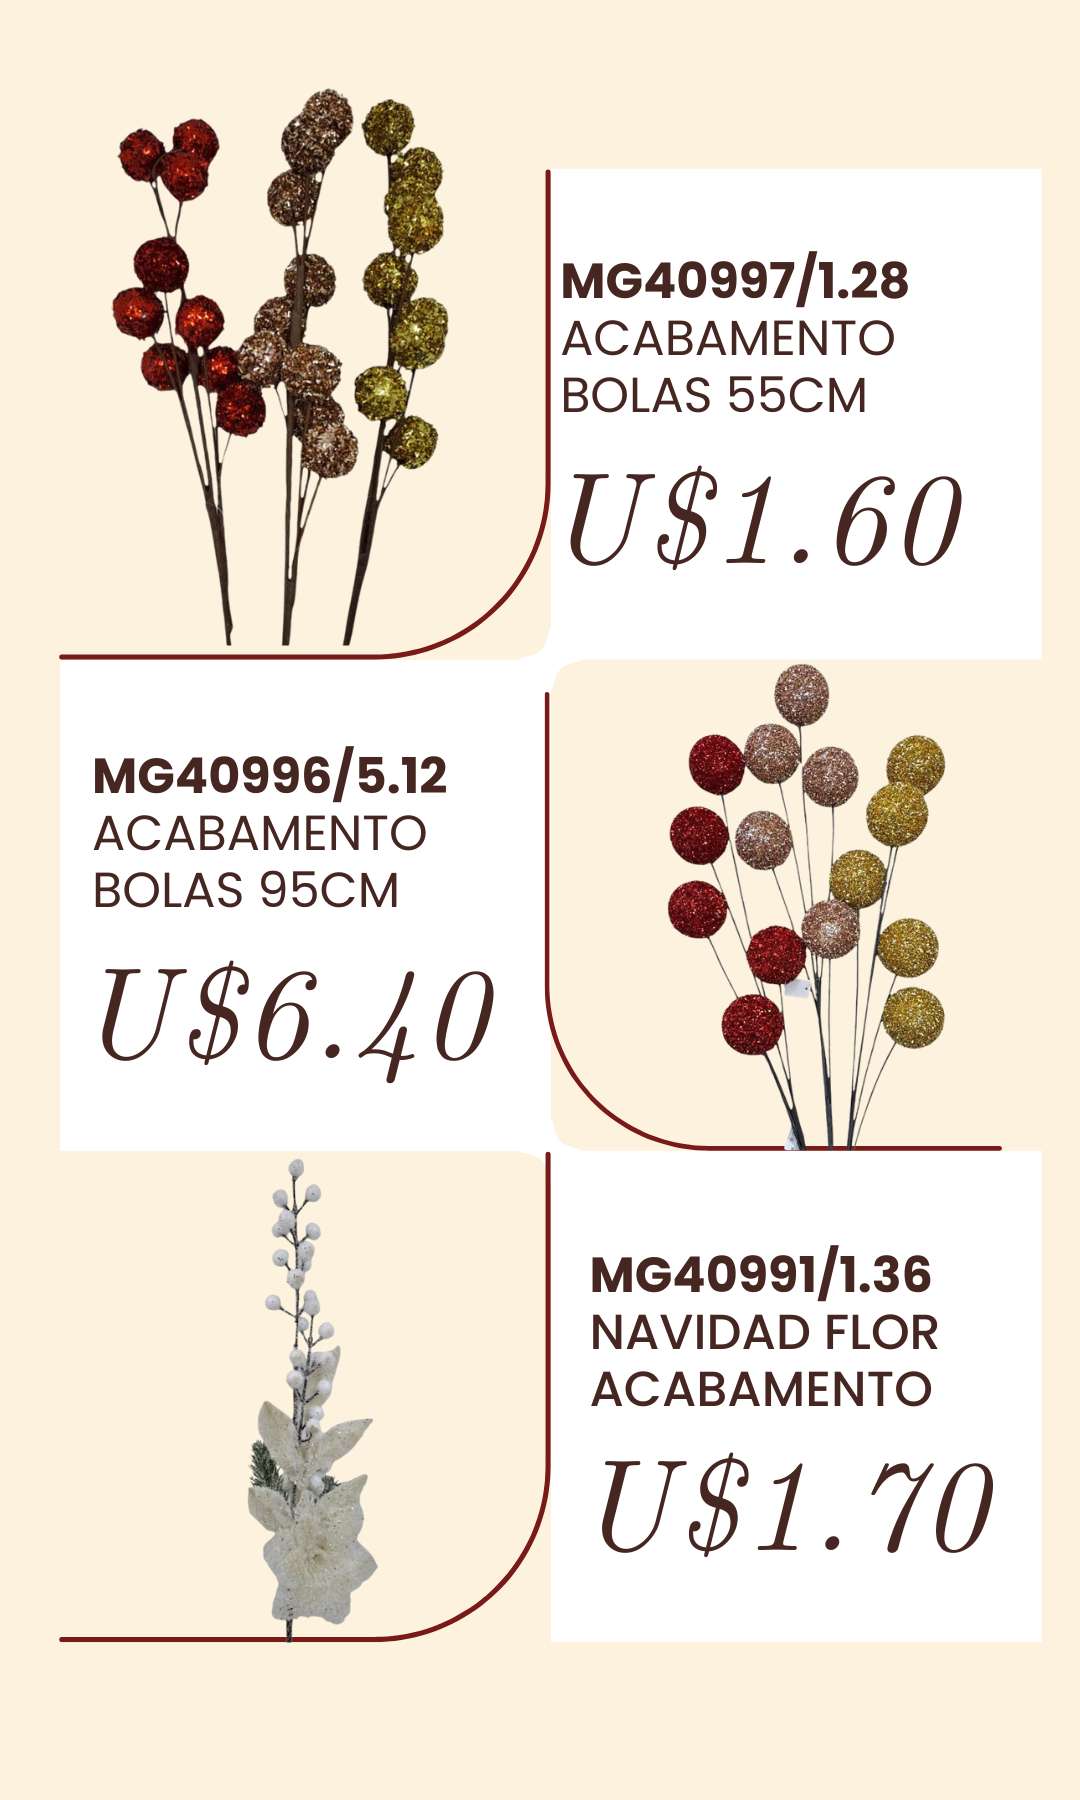 MG40997/1.28
ACABAMENTO
BOLAS 55CM
U$1.60
MG40996/5.12
ACABAMENTO
BOLAS 95CM
U$6.40
MG40991/1.36
NAVIDAD FLOR
ACABAMENTO
U$1.70